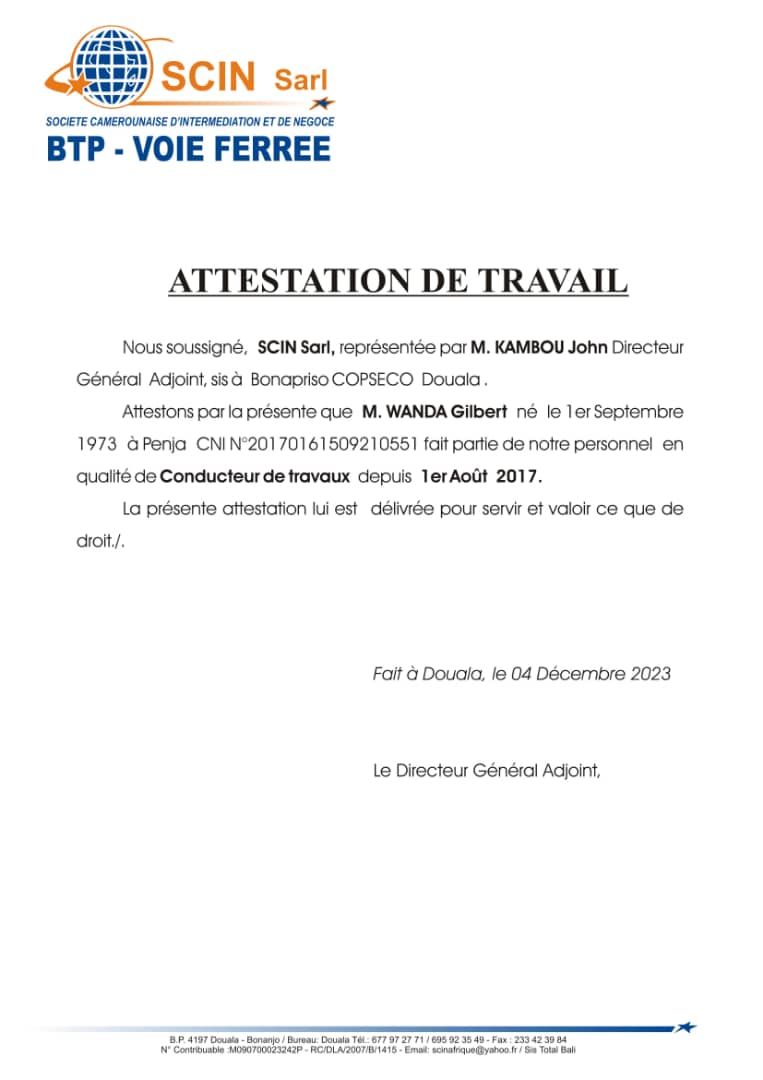 SCIN Sarl
SOCIETE CAMEROUNAISE D'INTERMEDIATION ET DE NEGOCE
BTP - VOIE FERREE
ATTESTATION DE TRAVAIL
Nous soussigné, SCIN Sarl, représentée par M. KAMBOU John Directeur
Général Adjoint, sis à Bonapriso COPSECO Douala .
Attestons par la présente que M. WANDA Gilbert né le 1er Septembre
1973 à Penja CNI N°20170161509210551 fait partie de notre personnel en
qualité de Conducteur de travaux depuis 1er Août 2017.
La présente attestation lui est délivrée pour servir et valoir ce que de
droit./.
Fait à Douala, le 04 Décembre 2023
Le Directeur Général Adjoint,
B.P. 4197 Douala - Bonanjo / Bureau: Douala Tél.: 677 97 27 71 / 695 92 35 49 - Fax : 233 42 39 84
N° Contribuable :M090700023242P - RC/DLA/2007/B/1415 - Email: scinafrique@yahoo.fr / Sis Total Bali